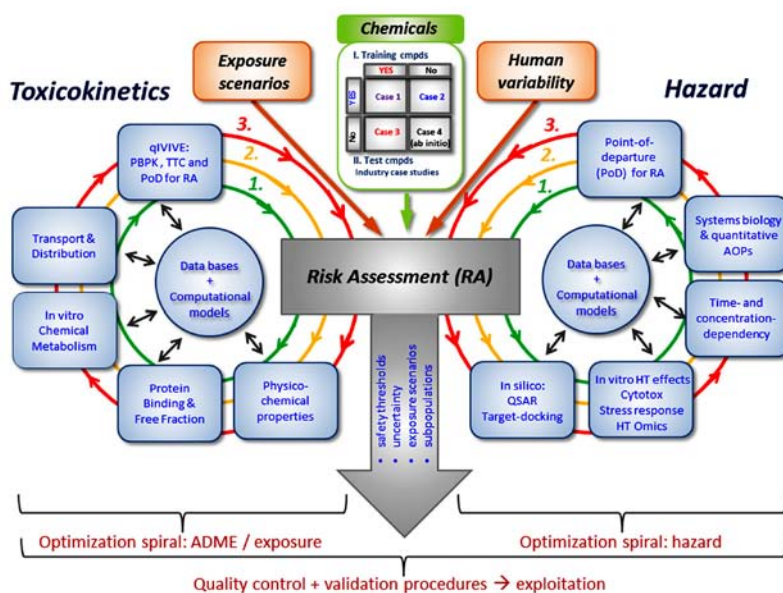 Chemicals
I. Training cmpds
YES
No
YES
Case 1
Case 2
No
Case 3
Case 4
(ab initio)
II. Test cmpds
Industry case studies
Exposure
scenarios
Human
variability
Toxicokinetics
Hazard
3.
2.
1.
qIVIVE:
PBPK, TTC and
PoD for RA
Transport &
Distribution
In vitro
Chemical
Metabolism
Protein
Binding &
Free Fraction
Physico-
chemical
properties
Data bases
+
Computational
models
Risk Assessment (RA)
3.
2.
1.
Point-of-
departure
(PoD) for RA
Systems biology
& quantitative
AOPs
Time- and
concentration-
dependency
In vitro HT effects
Cytotox
Stress response
HT Omics
In silico:
QSAR
Target-docking
Data bases
+
Computational
models
• safety thresholds
• uncertainty
• exposure scenarios
• subpopulations
Optimization spiral: ADME / exposure
Optimization spiral: hazard
Quality control + validation procedures → exploitation